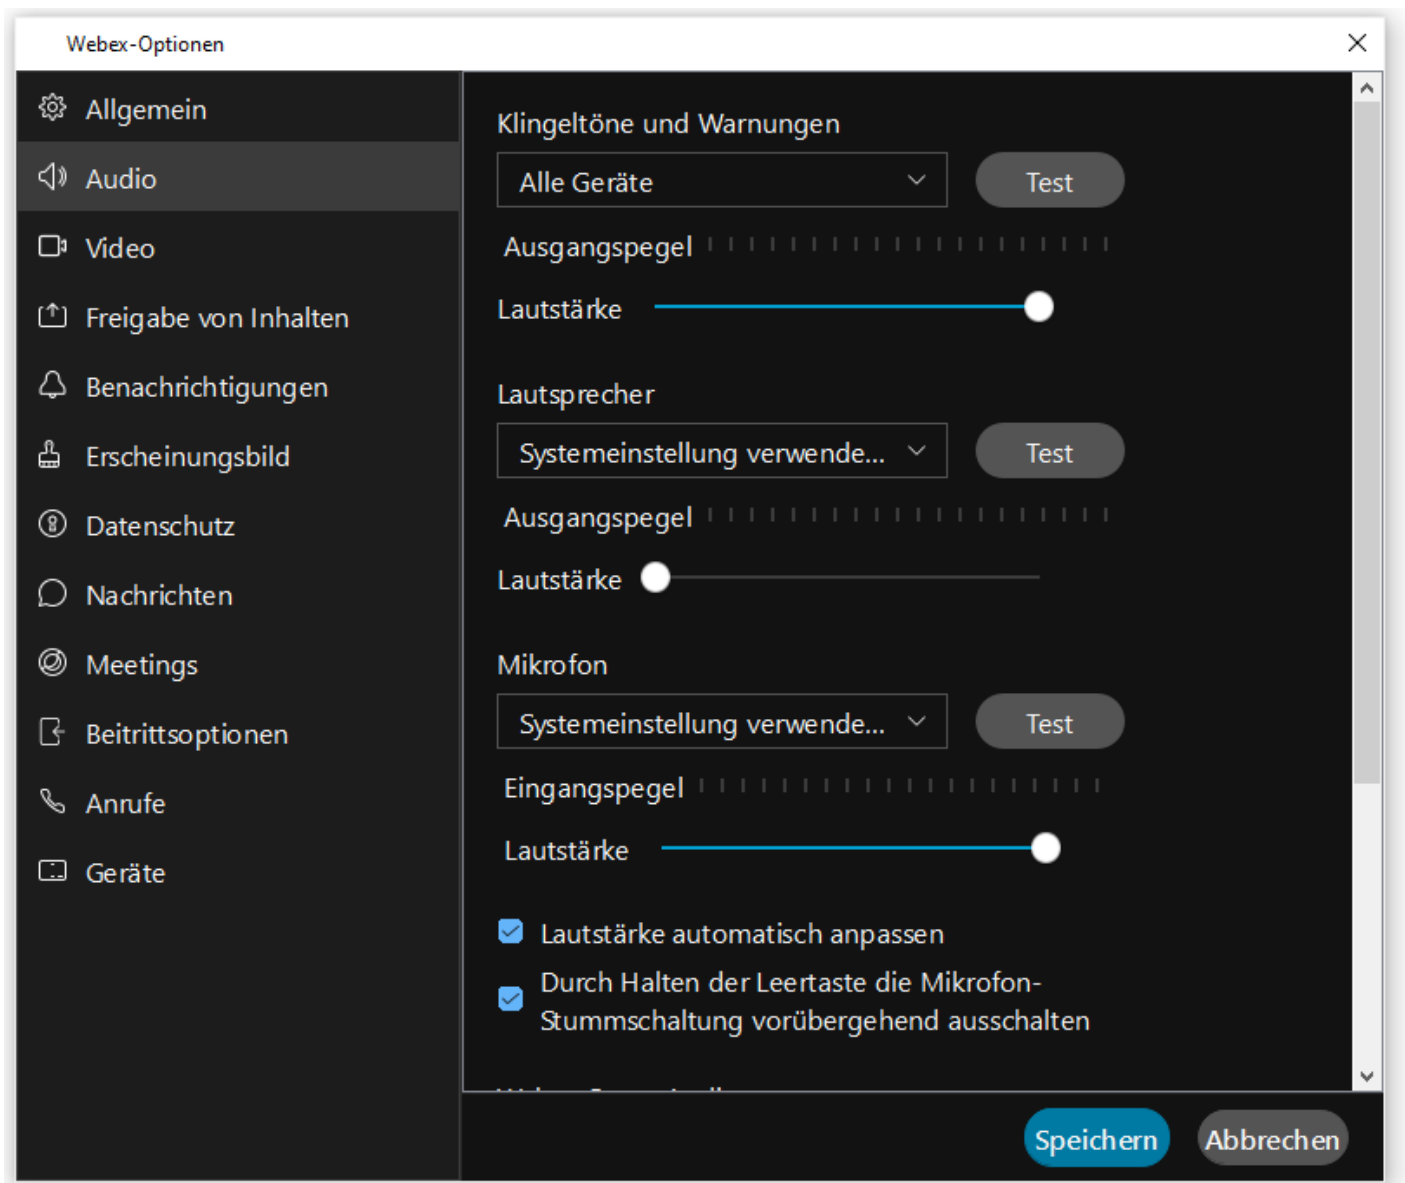 Webex-Optionen
Allgemein
Audio
Video
Freigabe von Inhalten
Benachrichtigungen
Erscheinungsbild
Datenschutz
Nachrichten
Meetings
Beitrittsoptionen
Anrufe
Geräte
Klingeltöne und Warnungen
Alle Geräte
Test
Ausgangspegel
Lautstärke
Lautsprecher
Systemeinstellung verwende...
Test
Ausgangspegel
Lautstärke
Mikrofon
Systemeinstellung verwende...
Test
Eingangspegel
Lautstärke
Lautstärke automatisch anpassen
Durch Halten der Leertaste die Mikrofon-
Stummschaltung vorübergehend ausschalten
Speichern
Abbrechen